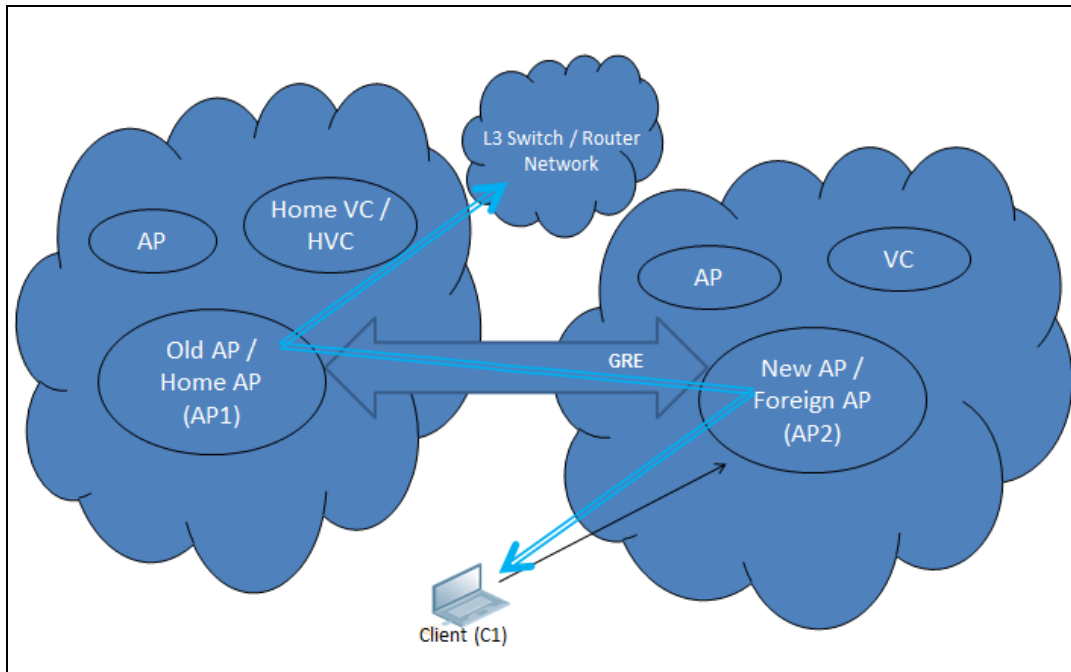 L3 Switch / Router
Network
Home VC /
HVC
AP
VC
AP
Old AP /
Home AP
(AP1)
GRE
New AP /
Foreign AP
(AP2)
Client (C1)